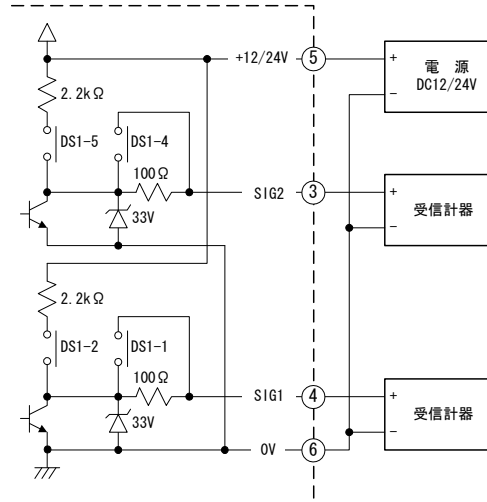 +12/24V
5
+
電 源
DC12/24V
−
2.2kΩ
DS1-5
DS1-4
100Ω
SIG2
3
+
受信計器
−
33V
2.2kΩ
DS1-2
DS1-1
100Ω
SIG1
4
+
受信計器
−
33V
0V
6